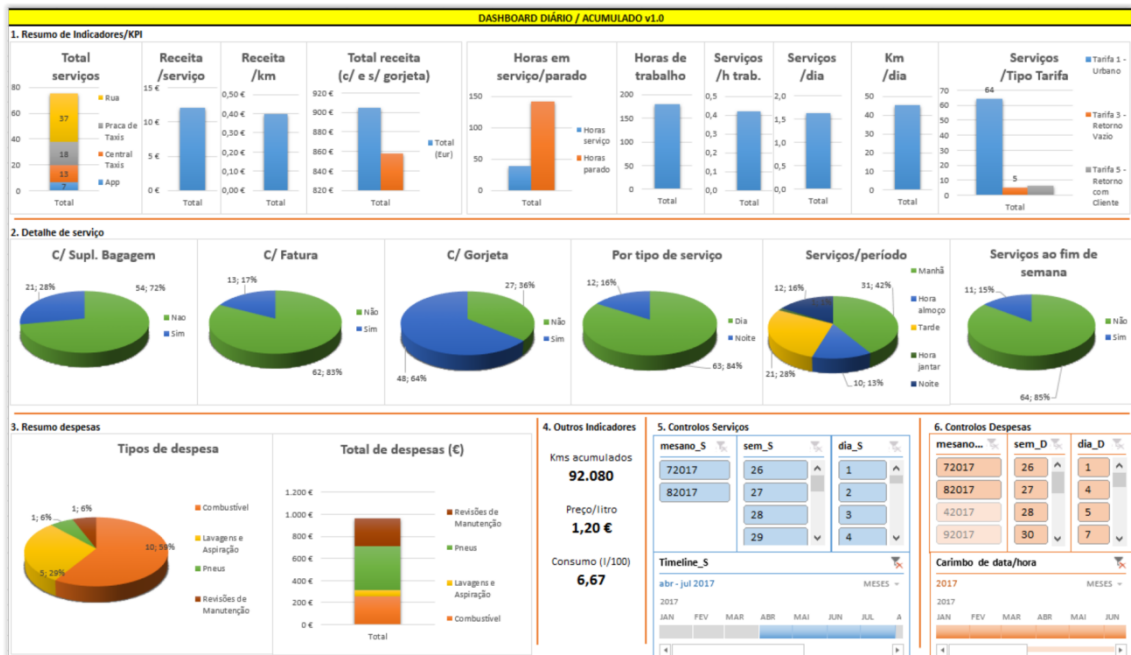 DASHBOARD DIÁRIO / ACUMULADO v1.0
1. Resumo de Indicadores/KPI
Total serviços
80
60
40
20
0
37
18
13
7
Total
Rua
Praca de Taxis
Central Taxis
App
Receita /serviço
15 €
10 €
5 €
0 €
Total
Receita /km
0,50 €
0,40 €
0,30 €
0,20 €
0,10 €
0,00 €
Total
Total receita (c/ e s/ gorjeta)
920 €
900 €
880 €
860 €
840 €
820 €
Total
Total (Eur)
Horas em serviço/parado
150
100
50
0
Total
Horas serviço
Horas parado
Horas de trabalho
200
150
100
50
0
Total
Serviços /h trab.
0,5
0,4
0,3
0,2
0,1
0,0
Total
Serviços /dia
2,0
1,5
1,0
0,5
0,0
Total
Km /dia
50
40
30
20
10
0
Total
Serviços /Tipo Tarifa
70
60
50
40
30
20
10
0
64
5
Total
Tarifa 1 - Urbano
Tarifa 3 - Retorno Vazio
Tarifa 5 - Retorno com Cliente
2. Detalhe de serviço
C/ Supl. Bagagem
21; 28%
54; 72%
Nao
Sim
C/ Fatura
13; 17%
62; 83%
Não
Sim
C/ Gorjeta
27; 36%
48; 64%
Não
Sim
Por tipo de serviço
12; 16%
63; 84%
Dia
Noite
Serviços/período
12; 16%
31; 42%
21; 28%
10; 13%
Manhã
Hora almoço
Tarde
Hora jantar
Noite
Serviços ao fim de semana
11; 15%
64; 85%
Não
Sim
3. Resumo despesas
Tipos de despesa
1; 6%
1; 6%
10; 59%
5; 29%
Combustível
Lavagens e Aspiração
Pneus
Revisões de Manutenção
Total de despesas (€)
1.200 €
1.000 €
800 €
600 €
400 €
200 €
0 €
Total
Revisões de Manutenção
Pneus
Lavagens e Aspiração
Combustível
4. Outros Indicadores
Kms acumulados
92.080
Preço/litro
1,20 €
Consumo (l/100)
6,67
5. Controlos Serviços
mesano_S
72017
82017
sem_S
26
27
28
29
dia_S
1
2
3
4
Timeline_S
abr - jul 2017
MESES
2017
JAN FEV MAR ABR MAI JUN JUL A
6. Controlos Despesas
mesano...
72017
82017
42017
92017
sem_D
26
27
28
30
dia_D
1
4
5
7
Carimbo de data/hora
2017
MESES
2017
JAN FEV MAR ABR MAI JUN